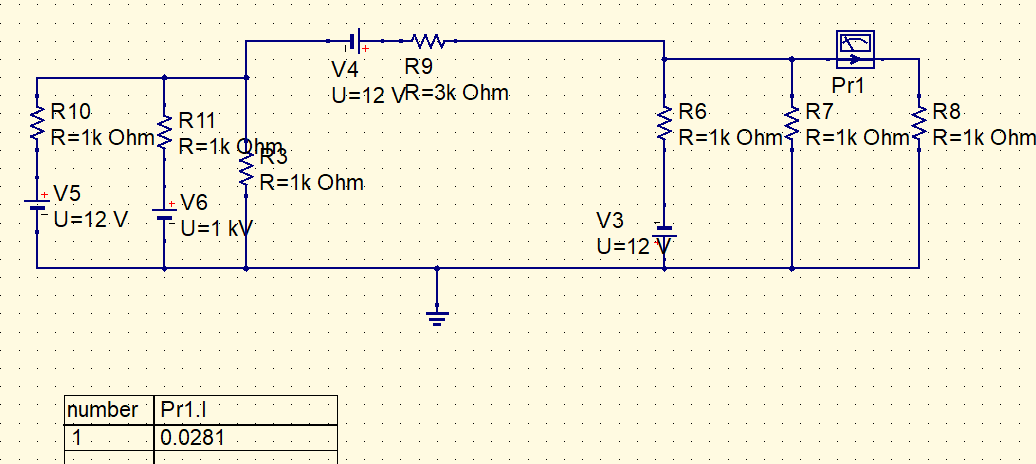 V4
U=12 V
R9
R=3k Ohm
Pr1
R10
R=1k Ohm
R11
R=1k Ohm
R3
R=1k Ohm
R6
R=1k Ohm
R7
R=1k Ohm
R8
R=1k Ohm
V5
U=12 V
V6
U=1 kV
V3
U=12 V
number Pr1.I
1 0.0281